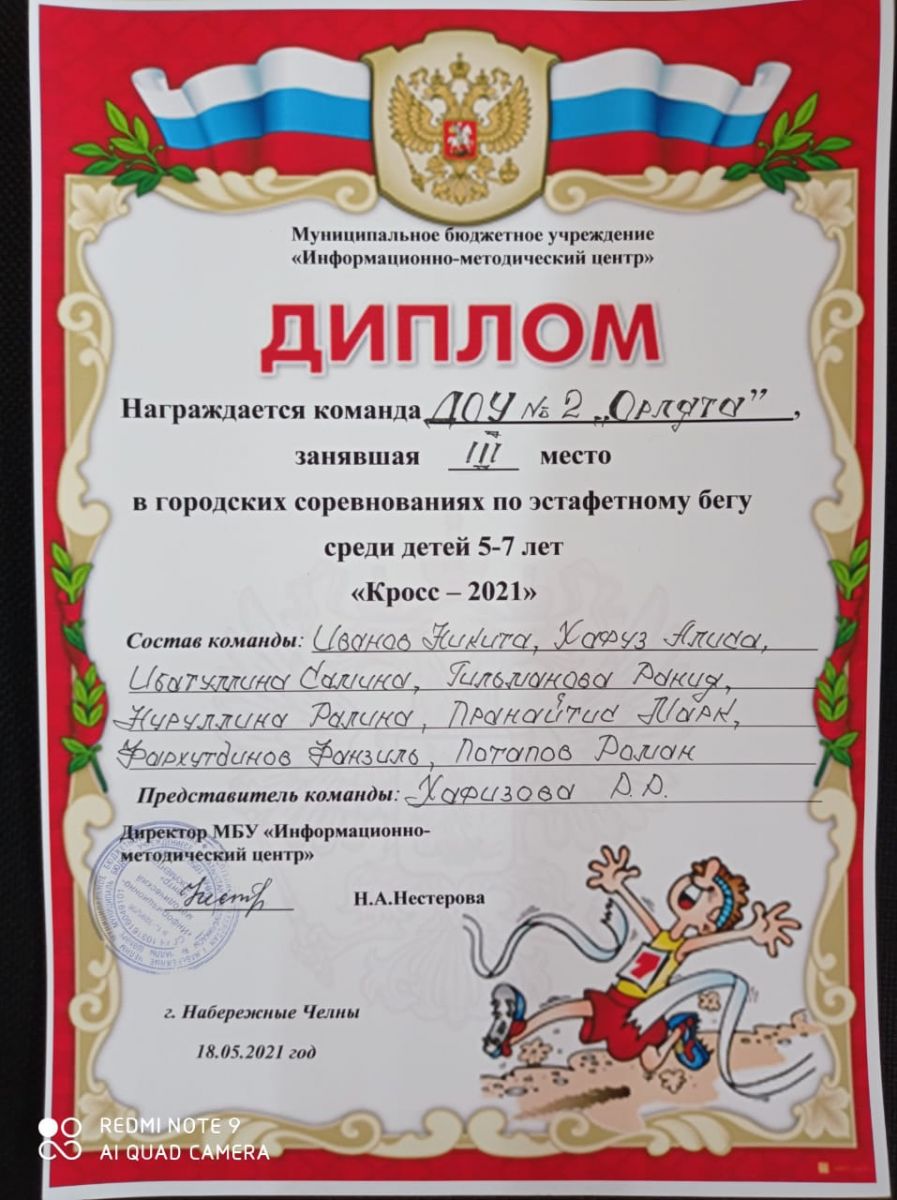 Муниципальное бюджетное учреждение
«Информационно-методический центр»
ДИПЛОМ
Награждается команда ДОУ № 2 „Орлята”,
занявшая III место
в городских соревнованиях по эстафетному бегу
среди детей 5-7 лет
«Кросс – 2021»
Состав команды: Иванов Никита, Хафуз Алиса,
Ибатуллина Самина, Гильманова Ранид,
Нуруллина Ралина, Пранайтис Марк,
Фархутдинов Фанзиль, Потапов Роман
Представитель команды: Хафизова Д.Д.
Директор МБУ «Информационно-
методический центр»
Н.А.Нестерова
г. Набережные Челны
18.05.2021 год
REDMI NOTE 9
AI QUAD CAMERA